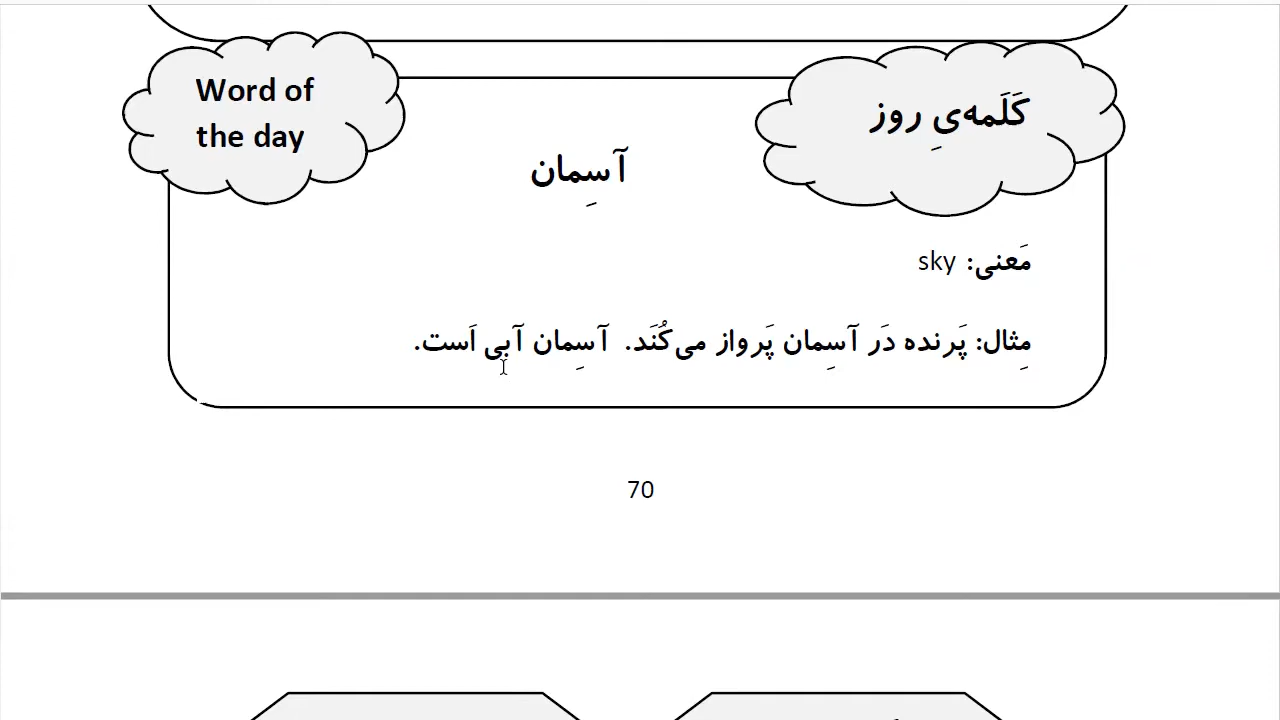 Word of
the day
کَلَمه‌یِ روز
آسِمان
مَعنی: sky
مِثال: پَرنده دَر آسِمان پَرواز می‌کُنَد. آسِمان آبی اَست.
70